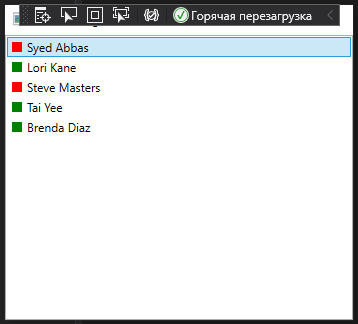 Горячая перезагрузка
Syed Abbas
Lori Kane
Steve Masters
Tai Yee
Brenda Diaz